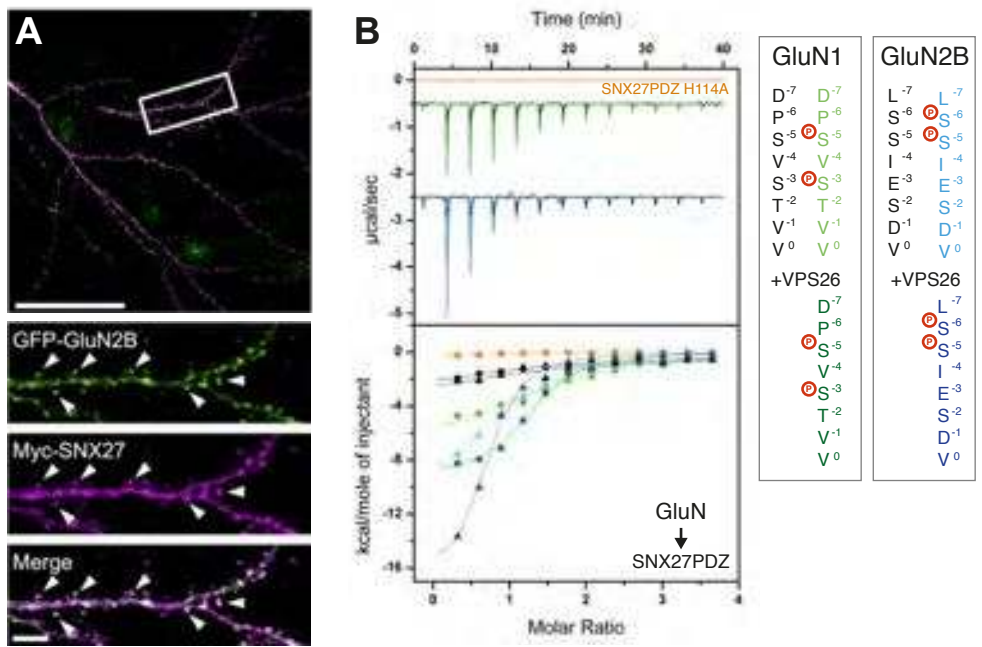 A
GFP-GluN2B
Myc-SNX27
Merge
B
Time (min)
0 10 20 30 40
SNX27PDZ H114A
0
-1
-2
-3
-4
-5
µcal/sec
0
-4
-8
-12
-16
kcal/mole of injectant
GluN
SNX27PDZ
0 1 2 3 4
Molar Ratio
GluN1
D-7 D-7
P-6 P-6
S-5 P S-5
V-4 V-4
S-3 P S-3
T-2 T-2
V-1 V-1
V0 V0
+VPS26
D-7
P-6
P S-5
V-4
P S-3
T-2
V-1
V0
GluN2B
L-7 L-7
S-6 P S-6
S-5 P S-5
I-4 I-4
E-3 E-3
S-2 S-2
D-1 D-1
V0 V0
+VPS26
L-7
P S-6
P S-5
I-4
E-3
S-2
D-1
V0